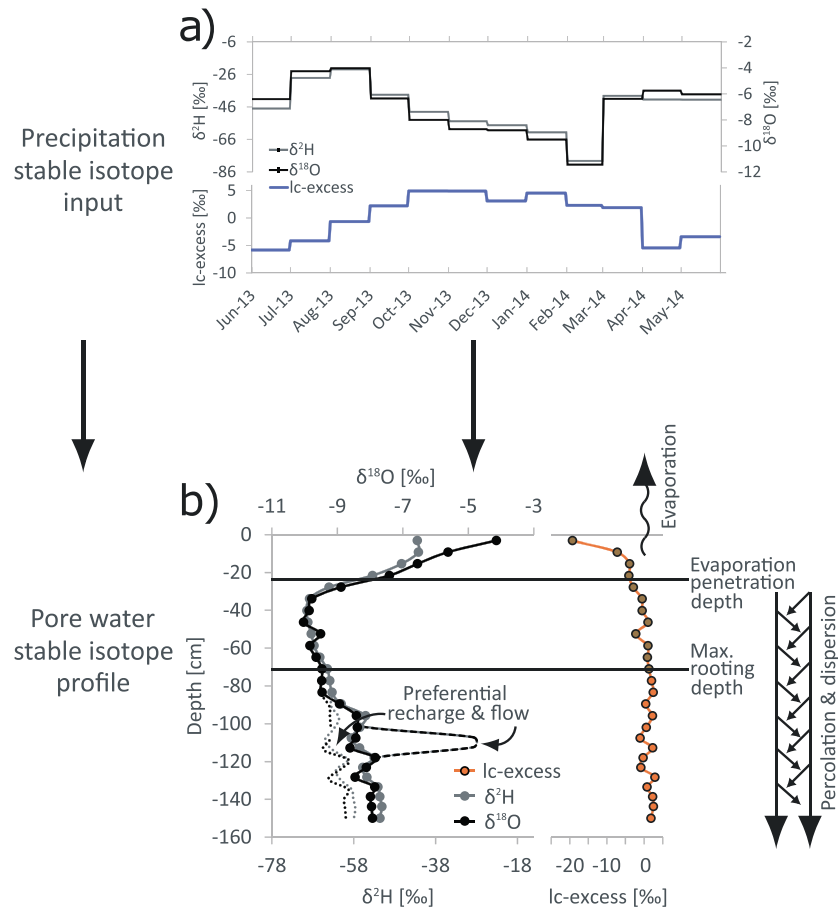 a)
Precipitation
stable isotope
input
δ²H [‰]
-6
-26
-46
-66
-86
δ¹⁸O [‰]
-2
-4
-6
-8
-10
-12
δ²H
δ¹⁸O
lc-excess
lc-excess [‰]
5
0
-5
-10
Jun-13
Jul-13
Aug-13
Sep-13
Oct-13
Nov-13
Dec-13
Jan-14
Feb-14
Mar-14
Apr-14
May-14
b)
Pore water
stable isotope
profile
δ¹⁸O [‰]
-11 -9 -7 -5 -3
Depth [cm]
0
-20
-40
-60
-80
-100
-120
-140
-160
Evaporation
Evaporation
penetration
depth
Max.
rooting
depth
Preferential
recharge & flow
lc-excess
δ²H
δ¹⁸O
Percolation & dispersion
-78 -58 -38 -18
δ²H [‰]
-20 -10 0
lc-excess [‰]